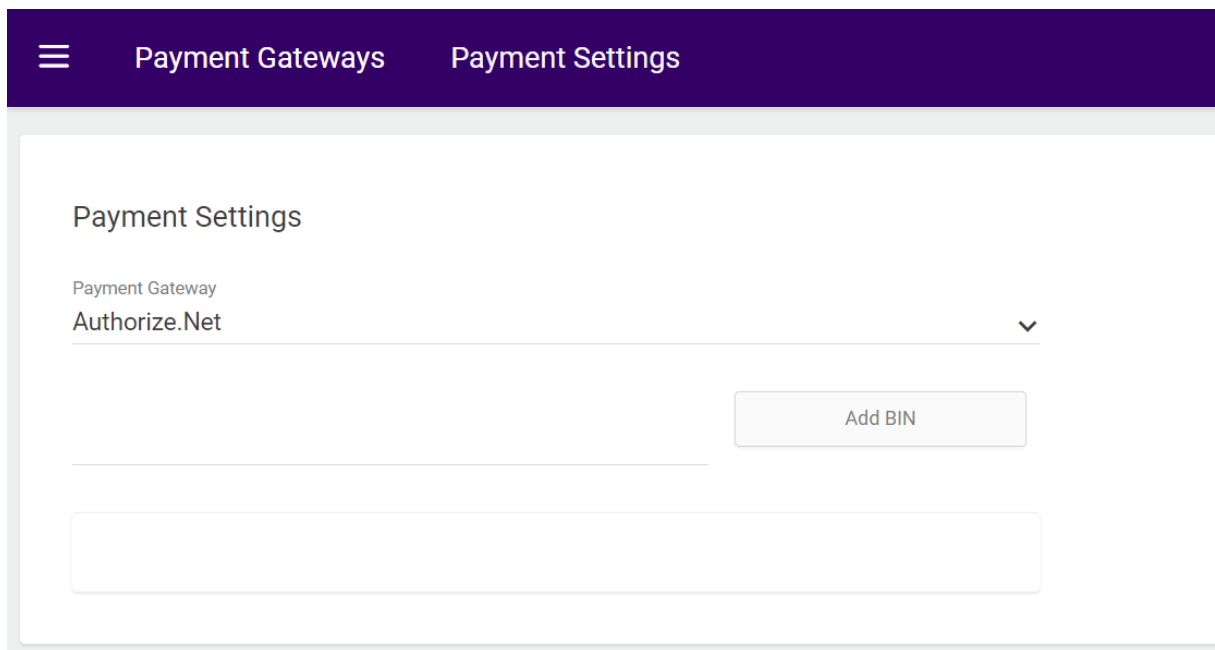 Payment Gateways Payment Settings
Payment Settings
Payment Gateway
Authorize.Net
Add BIN